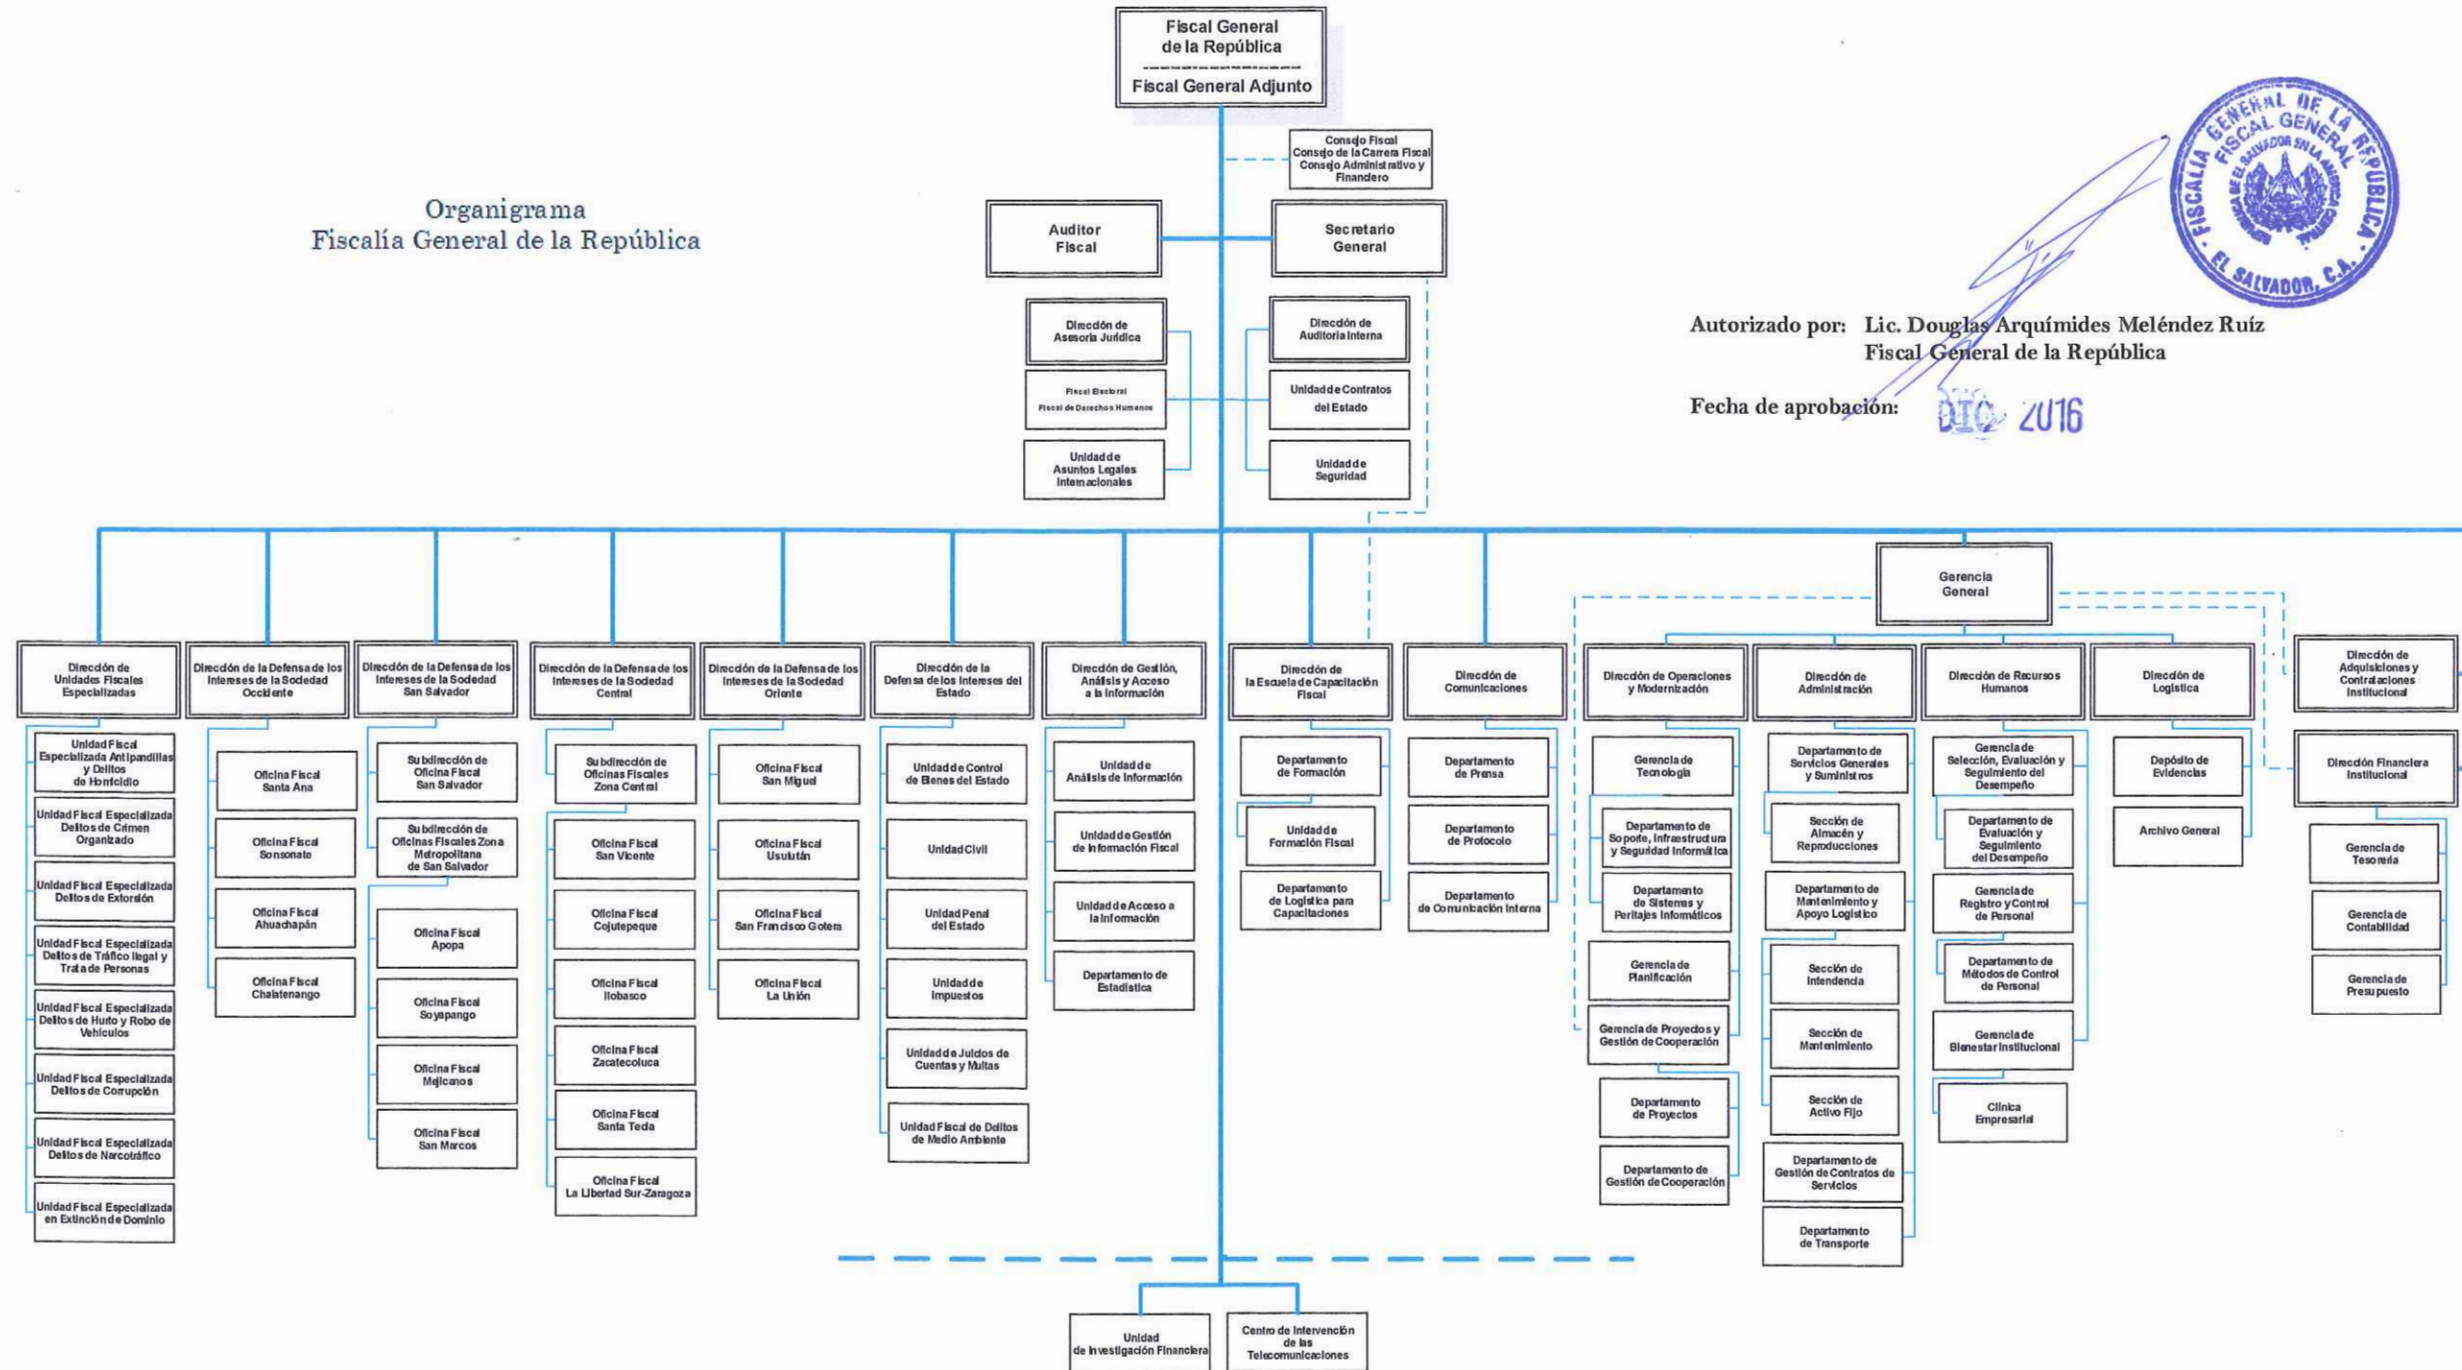 Fiscal General
de la República
Fiscal General Adjunto
Consejo Fiscal
Consejo de la Carrera Fiscal
Consejo Administrativo y
Financiero
Organigrama
Fiscalía General de la República
Auditor
Fiscal
Secretario
General
FISCALÍA GENERAL DE LA REPÚBLICA
FISCAL GENERAL
EL SALVADOR, C.A.
Dirección de
Asesoría Jurídica
Dirección de
Auditoria Interna
Fiscal Electoral
Fiscal de Derechos Humanos
Unidad de Contratos
del Estado
Unidad de
Asuntos Legales
Internacionales
Unidad de
Seguridad
Autorizado por: Lic. Douglas Arquímides Meléndez Ruíz
Fiscal General de la República
Fecha de aprobación: DIC. 2016
Gerencia
General
Dirección de
Unidades Fiscales
Especializadas
Unidad Fiscal
Especializada Antipandillas
y Delitos
de Homicidio
Unidad Fiscal Especializada
Delitos de Crimen
Organizado
Unidad Fiscal Especializada
Delitos de Extorsión
Unidad Fiscal Especializada
Delitos de Tráfico Ilegal y
Trata de Personas
Unidad Fiscal Especializada
Delitos de Hurto y Robo de
Vehículos
Unidad Fiscal Especializada
Delitos de Corrupción
Unidad Fiscal Especializada
Delitos de Narcotráfico
Unidad Fiscal Especializada
en Extinción de Dominio
Dirección de la Defensa de los
Intereses de la Sociedad
Occidente
Oficina Fiscal
Santa Ana
Oficina Fiscal
Sonsonate
Oficina Fiscal
Ahuachapán
Oficina Fiscal
Chalatenango
Dirección de la Defensa de los
Intereses de la Sociedad
San Salvador
Subdirección de
Oficina Fiscal
San Salvador
Subdirección de
Oficinas Fiscales Zona
Metropolitana
de San Salvador
Oficina Fiscal
Apopa
Oficina Fiscal
Soyapango
Oficina Fiscal
Mejicanos
Oficina Fiscal
San Marcos
Dirección de la Defensa de los
Intereses de la Sociedad
Central
Subdirección de
Oficinas Fiscales
Zona Central
Oficina Fiscal
San Vicente
Oficina Fiscal
Cojutepeque
Oficina Fiscal
Ilobasco
Oficina Fiscal
Zacatecoluca
Oficina Fiscal
Santa Tecla
Oficina Fiscal
La Libertad Sur-Zaragoza
Dirección de la Defensa de los
Intereses de la Sociedad
Oriente
Oficina Fiscal
San Miguel
Oficina Fiscal
Usulután
Oficina Fiscal
San Francisco Gotera
Oficina Fiscal
La Unión
Dirección de la
Defensa de los Intereses del
Estado
Unidad de Control
de Bienes del Estado
Unidad Civil
Unidad Penal
del Estado
Unidad de
Impuestos
Unidad de Juicios de
Cuentas y Multas
Unidad Fiscal de Delitos
de Medio Ambiente
Dirección de Gestión,
Análisis y Acceso
a la Información
Unidad de
Análisis de Información
Unidad de Gestión
de Información Fiscal
Unidad de Acceso a
la Información
Departamento de
Estadística
Dirección de
la Escuela de Capacitación
Fiscal
Departamento
de Formación
Unidad de
Formación Fiscal
Departamento
de Logística para
Capacitaciones
Dirección de
Comunicaciones
Departamento
de Prensa
Departamento
de Protocolo
Departamento
de Comunicación Interna
Dirección de Operaciones
y Modernización
Gerencia de
Tecnología
Departamento de
Soporte, Infraestructura
y Seguridad Informática
Departamento
de Sistemas y
Peritajes Informáticos
Gerencia de
Planificación
Gerencia de Proyectos y
Gestión de Cooperación
Departamento
de Proyectos
Departamento de
Gestión de Cooperación
Dirección de
Administración
Departamento de
Servicios Generales
y Suministros
Sección de
Almacén y
Reproducciones
Departamento de
Mantenimiento y
Apoyo Logístico
Sección de
Intendencia
Sección de
Mantenimiento
Sección de
Activo Fijo
Departamento de
Gestión de Contratos de
Servicios
Departamento
de Transporte
Dirección de Recursos
Humanos
Gerencia de
Selección, Evaluación y
Seguimiento del
Desempeño
Departamento de
Evaluación y
Seguimiento
del Desempeño
Gerencia de
Registro y Control
de Personal
Departamento de
Métodos de Control
de Personal
Gerencia de
Bienestar Institucional
Clínica
Empresarial
Dirección de
Logística
Depósito de
Evidencias
Archivo General
Dirección de
Adquisiciones y
Contrataciones
Institucional
Dirección Financiera
Institucional
Gerencia de
Tesorería
Gerencia de
Contabilidad
Gerencia de
Presupuesto
Unidad
de Investigación Financiera
Centro de Intervención
de las
Telecomunicaciones